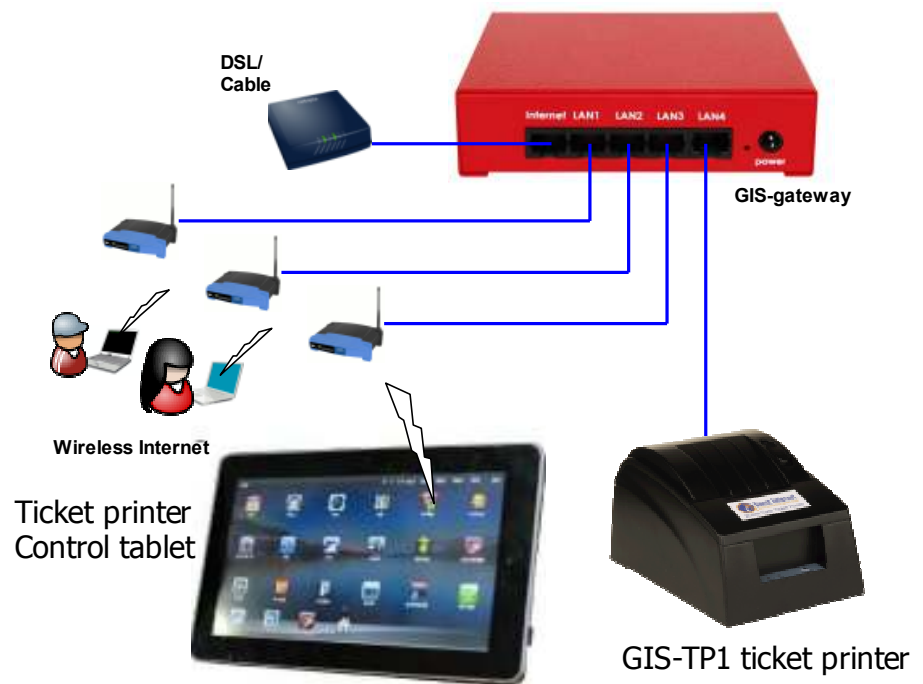 DSL/
Cable
Internet LAN1 LAN2 LAN3 LAN4
power
GIS-gateway
Wireless Internet
Ticket printer
Control tablet
GIS-TP1 ticket printer